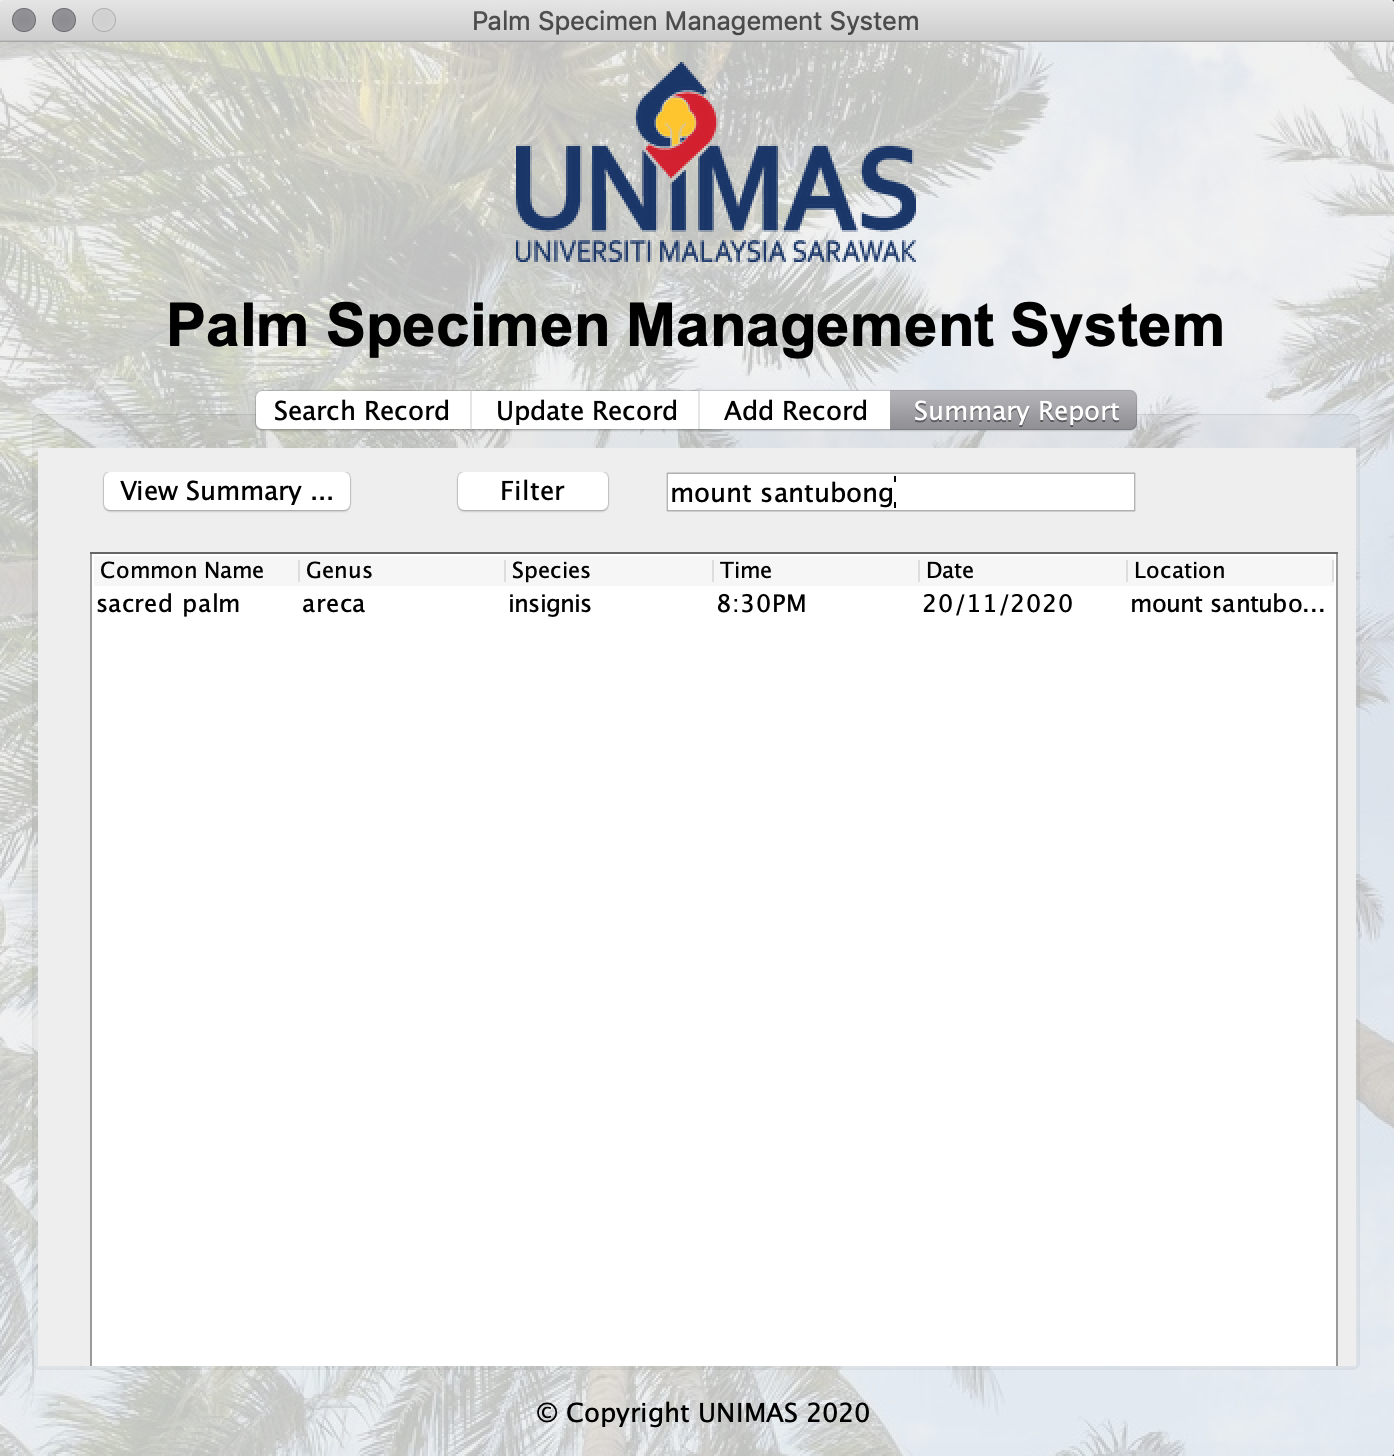 Palm Specimen Management System
UNIMAS
UNIVERSITI MALAYSIA SARAWAK
Palm Specimen Management System
Search Record Update Record Add Record Summary Report
View Summary ... Filter mount santubong
Common Name Genus Species Time Date Location
sacred palm areca insignis 8:30PM 20/11/2020 mount santubo...
© Copyright UNIMAS 2020